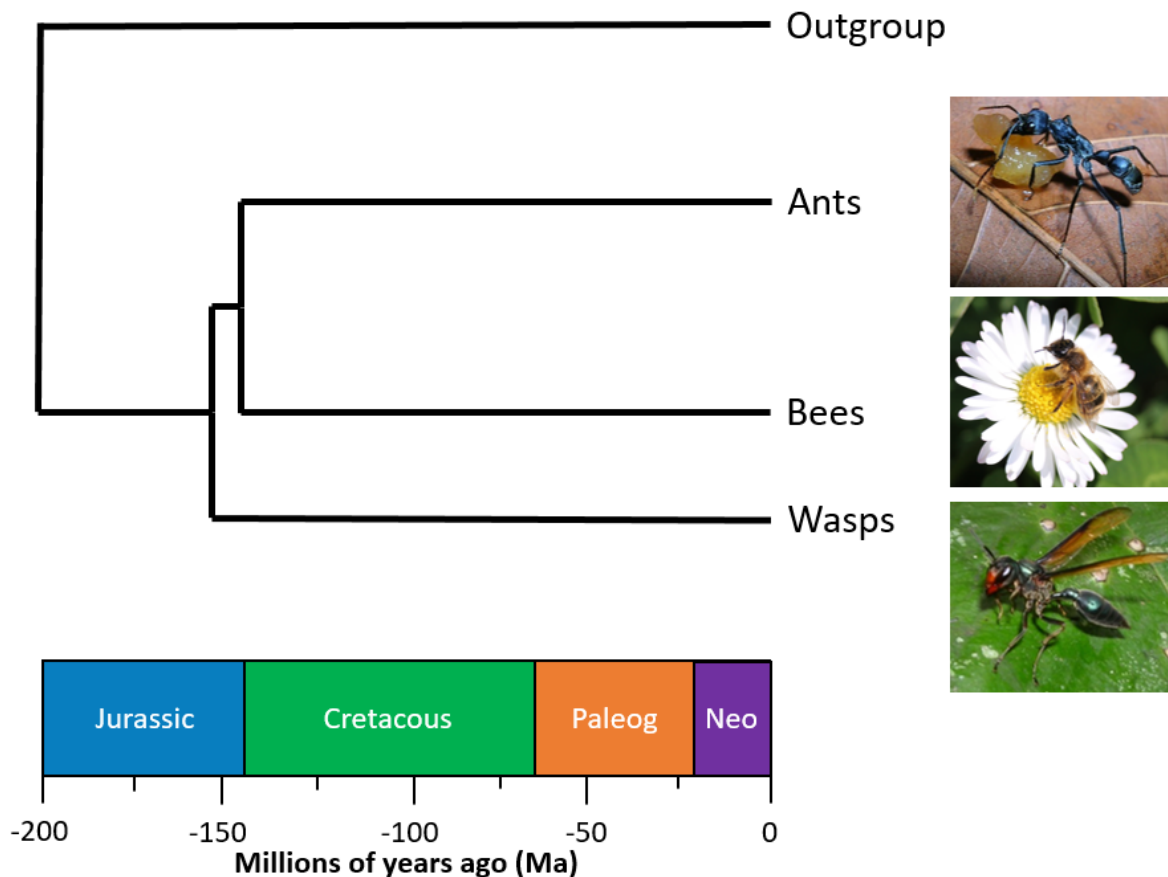 Outgroup
Ants
Bees
Wasps
Jurassic Cretacous Paleog Neo
-200 -150 -100 -50 0
Millions of years ago (Ma)